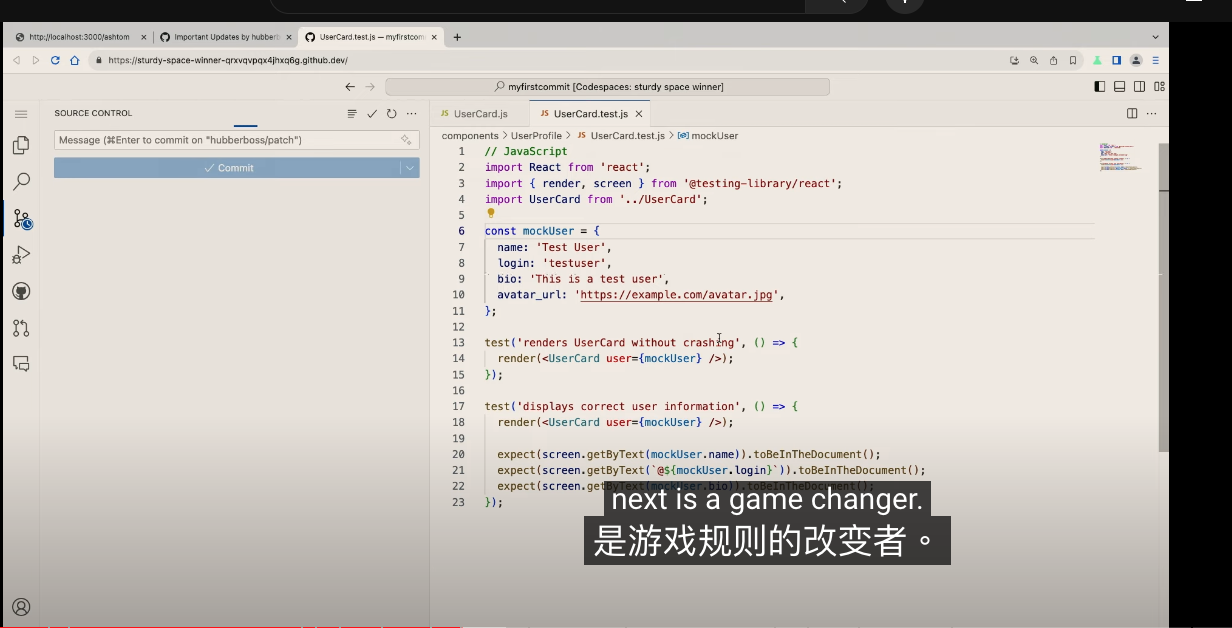 http://localhost:3000/ashtom
Important Updates by hubberb
UserCard.test.js — myfirstcomm
https://sturdy-space-winner-qrxvqvpqx4jhxq6g.github.dev/
myfirstcommit [Codespaces: sturdy space winner]
SOURCE CONTROL
Message (⌘Enter to commit on "hubberboss/patch")
Commit
JS UserCard.js
JS UserCard.test.js
components > UserProfile > JS UserCard.test.js > mockUser
1 // JavaScript
2 import React from 'react';
3 import { render, screen } from '@testing-library/react';
4 import UserCard from '../UserCard';
5
6 const mockUser = {
7 name: 'Test User',
8 login: 'testuser',
9 bio: 'This is a test user',
10 avatar_url: 'https://example.com/avatar.jpg',
11 };
12
13 test('renders UserCard without crashing', () => {
14 render(<UserCard user={mockUser} />);
15 });
16
17 test('displays correct user information', () => {
18 render(<UserCard user={mockUser} />);
19
20 expect(screen.getByText(mockUser.name)).toBeInTheDocument();
21 expect(screen.getByText(`@${mockUser.login}`)).toBeInTheDocument();
22 expect(screen.getByText(mockUser.bio)).toBeInTheDocument();
23 });
next is a game changer.
是游戏规则的改变者。